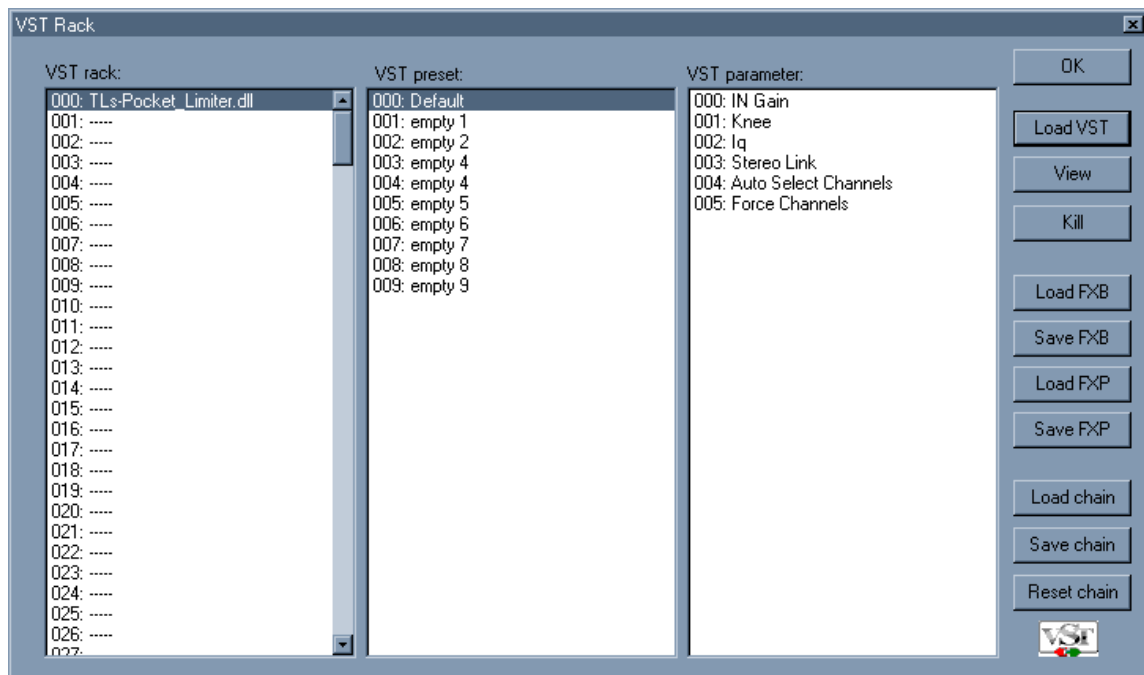 VST Rack
VST rack:
000: TLs-Pocket_Limiter.dll
001: -----
002: -----
003: -----
004: -----
005: -----
006: -----
007: -----
008: -----
009: -----
010: -----
011: -----
012: -----
013: -----
014: -----
015: -----
016: -----
017: -----
018: -----
019: -----
020: -----
021: -----
022: -----
023: -----
024: -----
025: -----
026: -----
027: -----
VST preset:
000: Default
001: empty 1
002: empty 2
003: empty 4
004: empty 4
005: empty 5
006: empty 6
007: empty 7
008: empty 8
009: empty 9
VST parameter:
000: IN Gain
001: Knee
002: Iq
003: Stereo Link
004: Auto Select Channels
005: Force Channels
OK
Load VST
View
Kill
Load FXB
Save FXB
Load FXP
Save FXP
Load chain
Save chain
Reset chain
VST